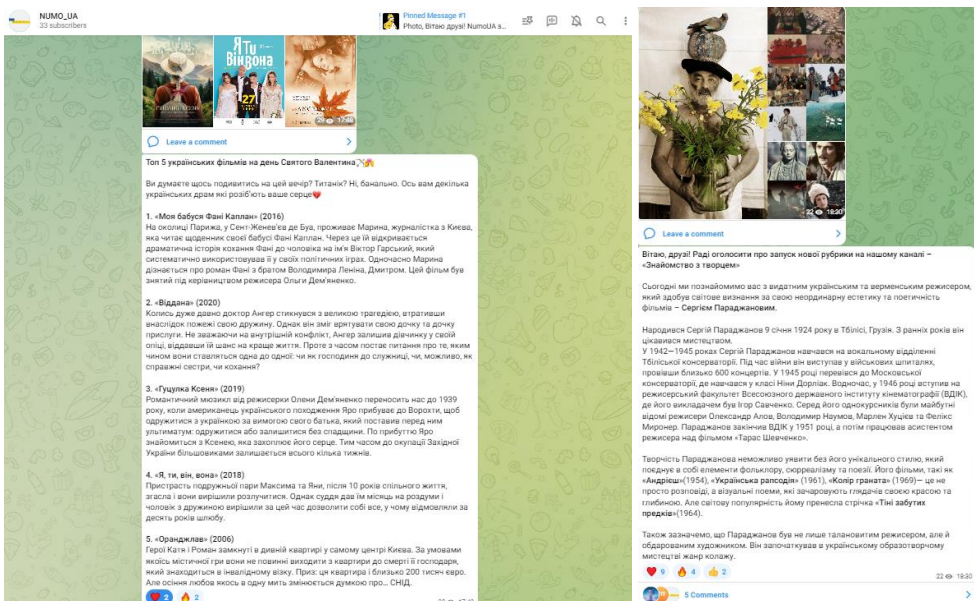 NUMO_UA
33 subscribers
Pinned Message #1
Photo, Вітаю друзі! NumoUA з...
Я ТИ
ВІН ВОНА
27
Leave a comment
Топ 5 українських фільмів на день Святого Валентина
Ви думаєте щось подивитись на цей вечір? Титанік? Ні, банально. Ось вам декілька
українських драм які розіб'ють ваше серце
1. «Моя бабуся Фані Каплан» (2016)
На околиці Парижа, у Сент-Женев'єв де Буа, проживає Марина, журналістка з Києва,
яка читає щоденник своєї бабусі Фані Каплан. Через це їй відкривається
драматична історія кохання Фані до чоловіка на ім'я Віктор Гарський, який
систематично використовував її у своїх політичних іграх. Одночасно Марина
дізнається про роман Фані з братом Володимира Леніна, Дмитром. Цей фільм був
знятий під керівництвом режисера Ольги Дем'яненко.
2. «Віддана» (2020)
Колись дуже давно доктор Ангер стикнувся з великою трагедією, втративши
внаслідок пожежі свою дружину. Однак він зміг врятувати свою дочку та дочку
прислуги. Не зважаючи на внутрішній конфлікт, Ангер залишив дівчинку у своїй
опіці, віддавши їй шанс на краще життя. Проте з часом постає питання про те, яким
чином вони ставляться одна до одної: чи як господиня до служниці, чи, можливо, як
справжні сестри, чи кохання?
3. «Гуцулка Ксеня» (2019)
Романтичний мюзикл від режисерки Олени Дем'яненко переносить нас до 1939
року, коли американець українського походження Яро прибуває до Ворохти, щоб
одружитися з українкою за вимогою свого батька, який поставив перед ним
ультиматум: одружитися або залишитися без спадщини. По прибуттю Яро
знайомиться з Ксенею, яка захоплює його серце. Тим часом до окупації Західної
України більшовиками залишається всього кілька тижнів.
4. «Я, ти, він, вона» (2018)
Пристрасть подружньої пари Максима та Яни, після 10 років спільного життя,
згасла і вони вирішили розлучитися. Однак суддя дав їм місяць на роздуми і
чоловік з дружиною вирішили за цей час дозволити собі все, у чому відмовляли за
десять років шлюбу.
5. «Оранджлав» (2006)
Герої Катя і Роман замкнуті в дивній квартирі у самому центрі Києва. За умовами
якоїсь містичної гри вони не повинні виходити з квартири до смерті її господаря,
який знаходиться в інвалідному візку. Приз: ця квартира і близько 200 тисяч євро.
Але осіння любов якось в одну мить змінюється думкою про... СНІД.
2 2
22 18:30
Leave a comment
Вітаю, друзі! Раді оголосити про запуск нової рубрики на нашому каналі –
«Знайомство з творцем»
Сьогодні ми познайомимо вас з видатним українським та верменським режисером,
який здобув світове визнання за свою неординарну естетику та поетичність
фільмів – Сергієм Параджановим.
Народився Сергій Параджанов 9 січня 1924 року в Тбілісі, Грузія. З ранніх років він
цікавився мистецтвом.
У 1942—1945 роках Сергій Параджанов навчався на вокальному відділенні
Тбіліської консерваторії. Під час війни він виступав у військових шпиталях,
провівши близько 600 концертів. У 1945 році перевівся до Московської
консерваторії, де навчався у класі Ніни Дорліак. Водночас, у 1946 році вступив на
режисерський факультет Всесоюзного державного інституту кінематографії (ВДІК),
де його викладачем був Ігор Савченко. Серед його однокурсників були майбутні
відомі режисери Олександр Алов, Володимир Наумов, Марлен Хуцієв та Фелікс
Миронер. Параджанов закінчив ВДІК у 1951 році, а потім працював асистентом
режисера над фільмом «Тарас Шевченко».
Творчість Параджанова неможливо уявити без його унікального стилю, який
поєднує в собі елементи фольклору, сюрреалізму та поезії. Його фільми, такі як
«Андрієш»(1954), «Українська рапсодія» (1961), «Колір граната» (1969)— це не
просто розповіді, а візуальні поеми, які зачаровують глядачів своєю красою та
глибиною. Але світову популярність йому принесла стрічка «Тіні забутих
предків»(1964).
Також зазначемо, що Параджанов був не лише талановитим режисером, але й
обдарованим художником. Він започаткував в українському образотворчому
мистецтві жанр колажу.
9 4 2
22 18:30
5 Comments